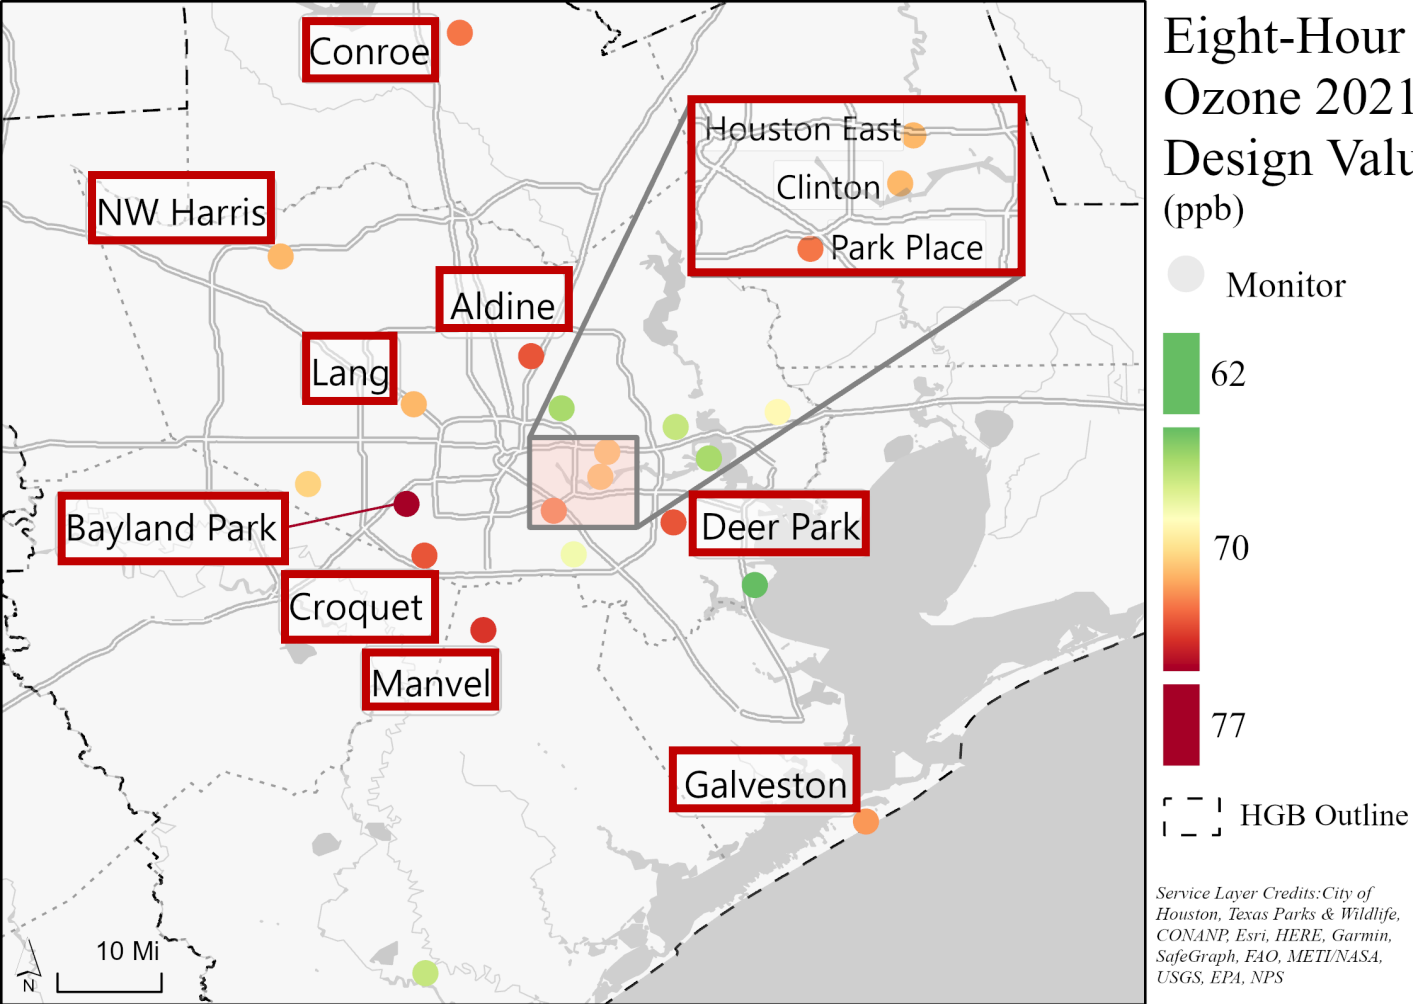 Conroe
NW Harris
Aldine
Lang
Houston East
Clinton
Park Place
Bayland Park
Deer Park
Croquet
Manvel
Galveston
10 Mi
N
Eight-Hour
Ozone 2021
Design Valu
(ppb)
Monitor
62
70
77
HGB Outline
Service Layer Credits:City of
Houston, Texas Parks & Wildlife,
CONANP, Esri, HERE, Garmin,
SafeGraph, FAO, METI/NASA,
USGS, EPA, NPS